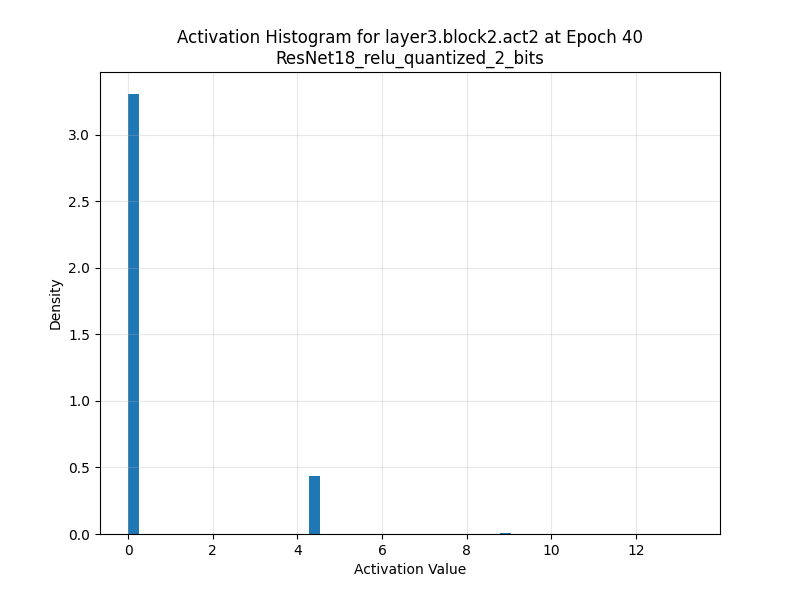 Activation Histogram for layer3.block2.act2 at Epoch 40
ResNet18_relu_quantized_2_bits
3.0
2.5
2.0
1.5
1.0
0.5
0.0
Density
0 2 4 6 8 10 12
Activation Value